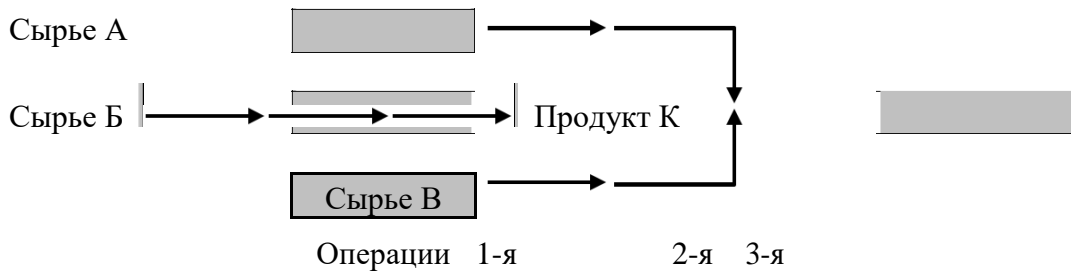 Сырье А
Сырье Б Продукт К
Сырье В
Операции 1-я 2-я 3-я